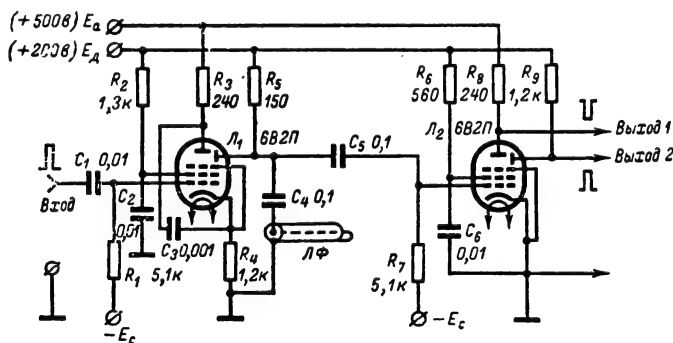 (+500в) Eа
(+200в) Eд
R2
1,3к
R3
240
R5
150
R6
560
R8
240
R9
1,2к
Л1
6В2П
C5 0,1
Л2
6В2П
Выход 1
Выход 2
C1 0,01
Вход
C2
0,01
C3 0,001
C4 0,1
ЛФ
R1
5,1к
R4
1,2к
R7
5,1к
C6
0,01
−Eс
−Eс